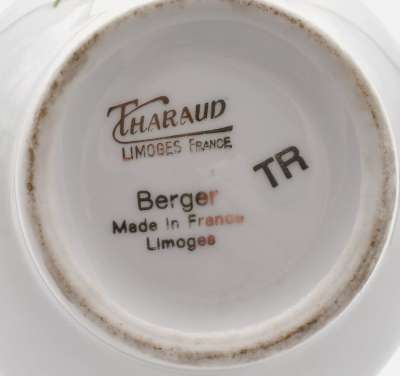 THARAUD
LIMOGES FRANCE
TR
Berger
Made In France
Limoges